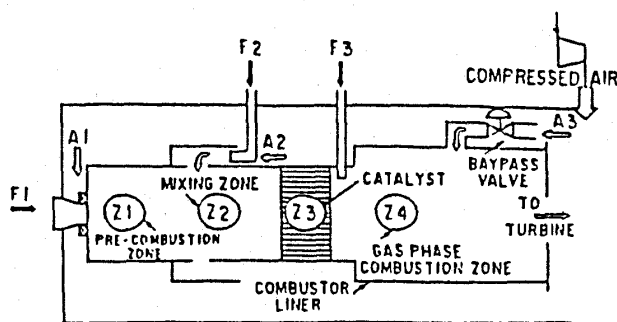 F2
F3
COMPRESSED AIR
A1
A2
A3
F1
MIXING ZONE
CATALYST
BAYPASS
VALVE
Z1
Z2
Z3
Z4
TO
TURBINE
PRE-COMBUSTION
ZONE
GAS PHASE
COMBUSTION ZONE
COMBUSTOR
LINER